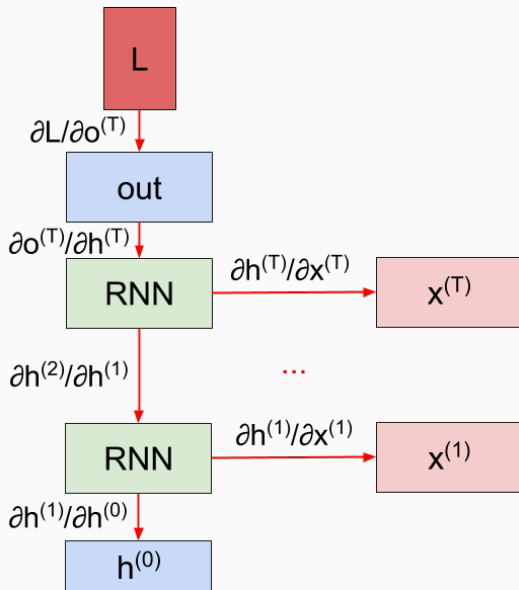 L
∂L/∂o⁽ᵀ⁾
out
∂o⁽ᵀ⁾/∂h⁽ᵀ⁾
RNN
∂h⁽ᵀ⁾/∂x⁽ᵀ⁾
x⁽ᵀ⁾
∂h⁽²⁾/∂h⁽¹⁾
...
RNN
∂h⁽¹⁾/∂x⁽¹⁾
x⁽¹⁾
∂h⁽¹⁾/∂h⁽⁰⁾
h⁽⁰⁾